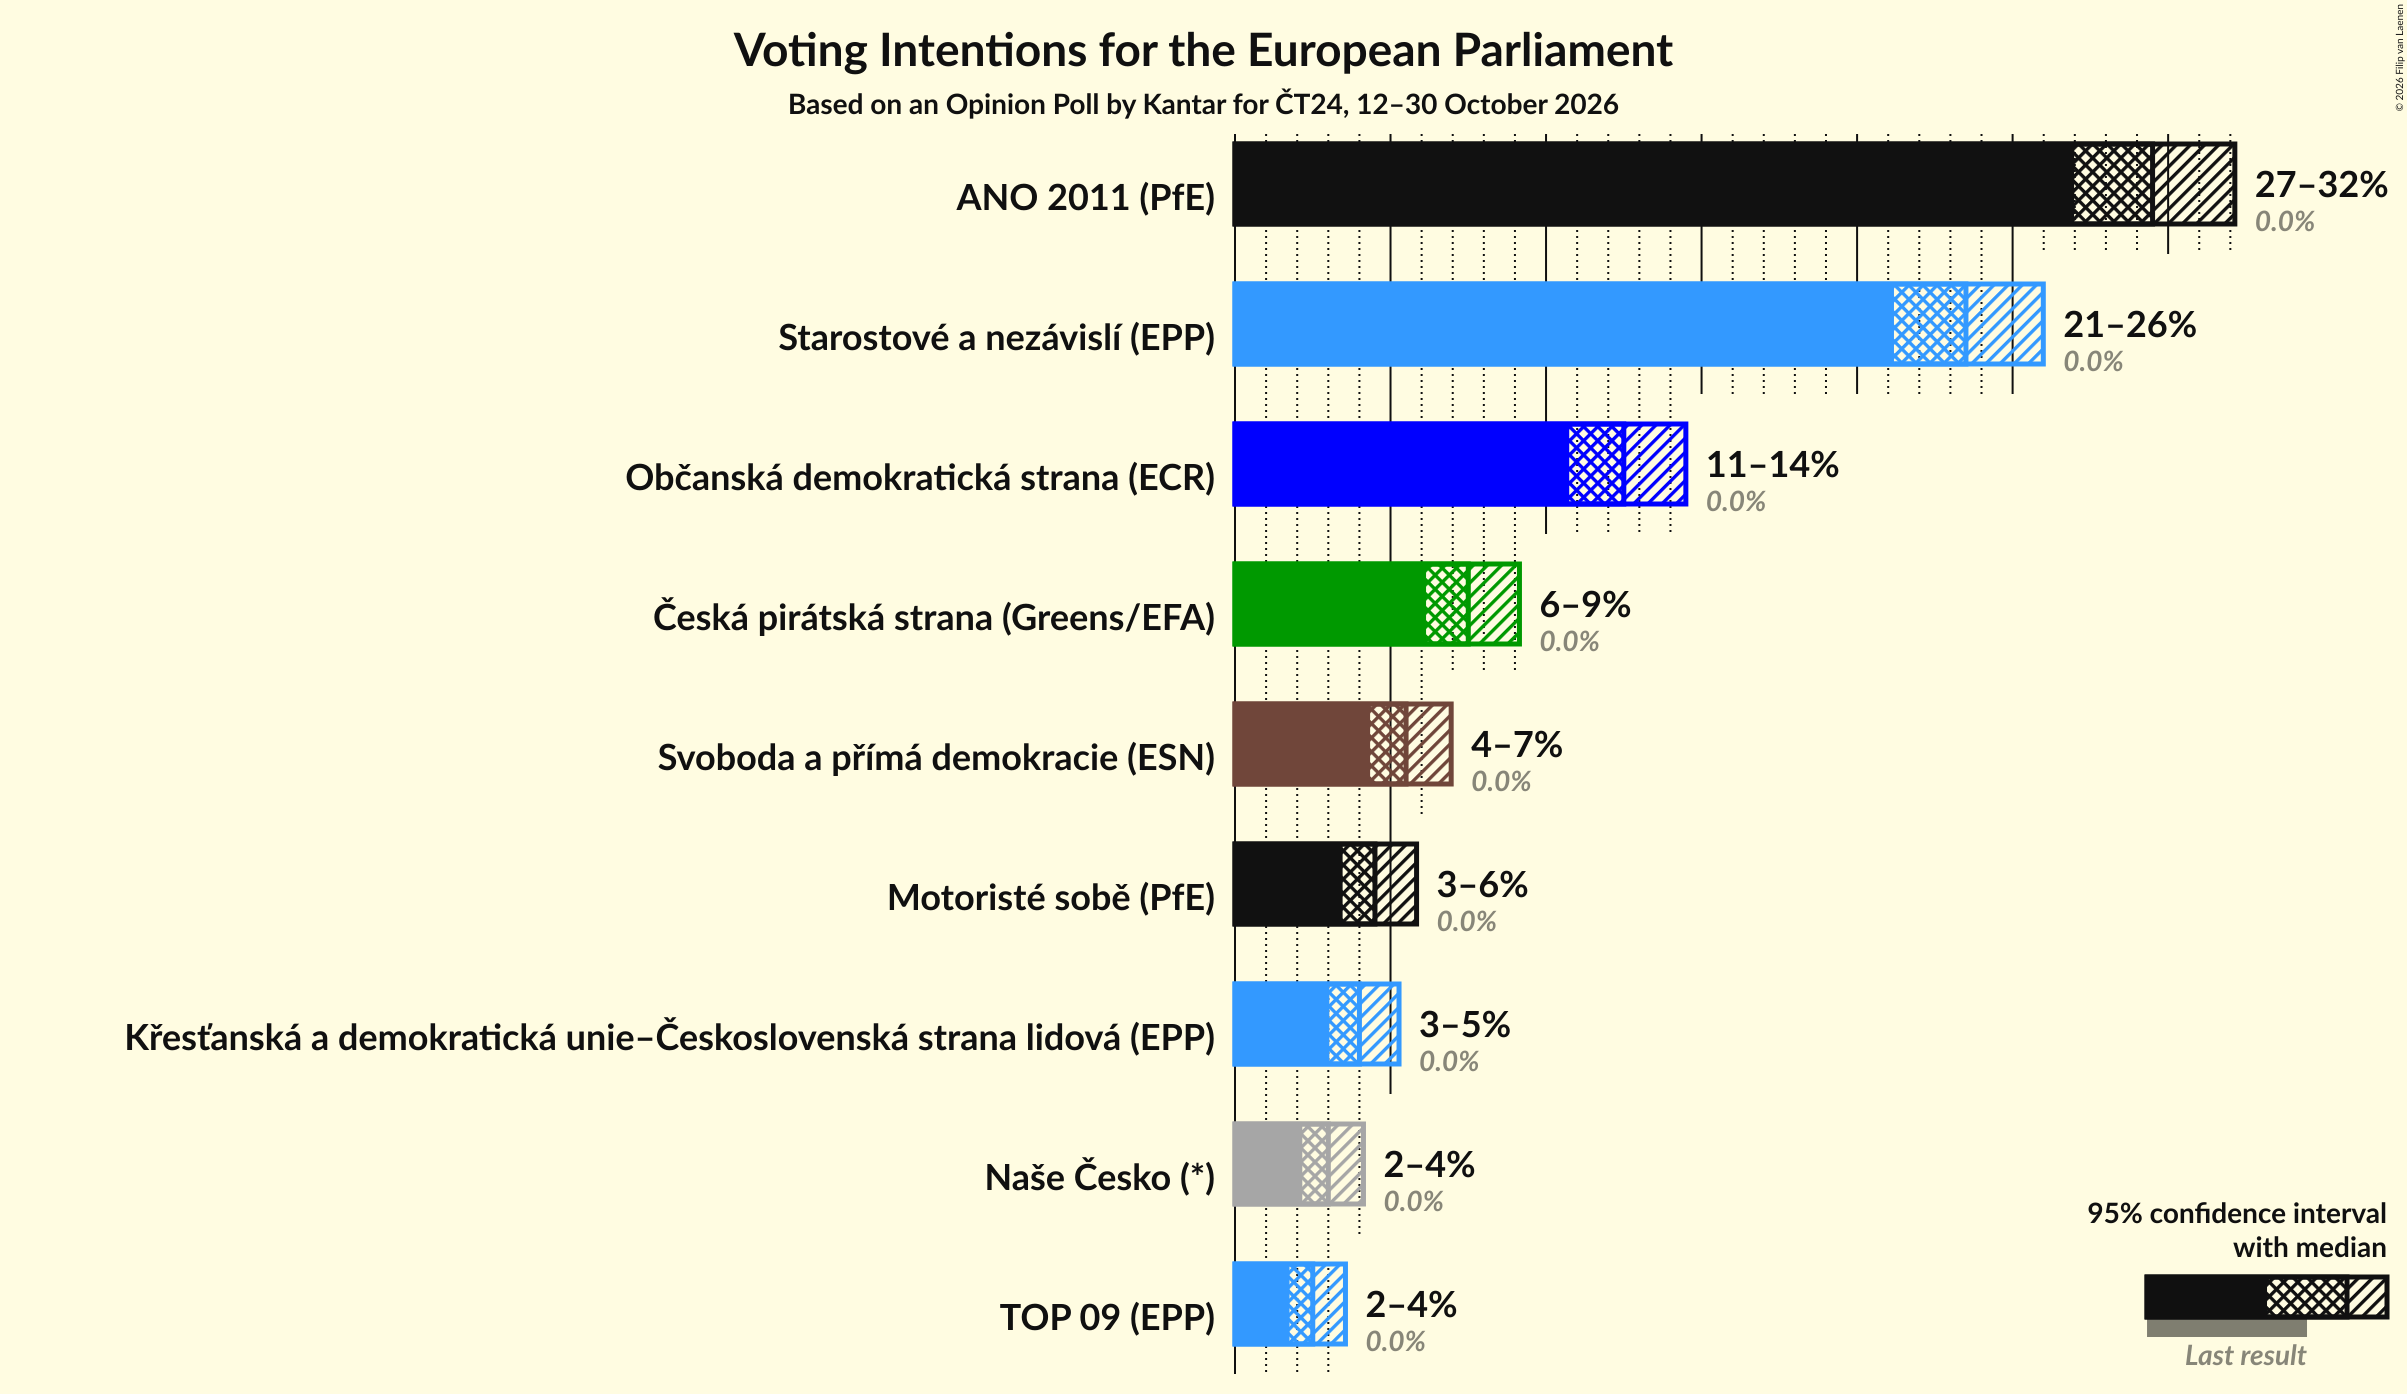 Voting Intentions for the European Parliament
Based on an Opinion Poll by Kantar for ČT24, 12–30 October 2026
© 2026 Filip van Laenen
ANO 2011 (PfE)
27–32%
0.0%
Starostové a nezávislí (EPP)
21–26%
0.0%
Občanská demokratická strana (ECR)
11–14%
0.0%
Česká pirátská strana (Greens/EFA)
6–9%
0.0%
Svoboda a přímá demokracie (ESN)
4–7%
0.0%
Motoristé sobě (PfE)
3–6%
0.0%
Křesťanská a demokratická unie–Československá strana lidová (EPP)
3–5%
0.0%
Naše Česko (*)
2–4%
0.0%
TOP 09 (EPP)
2–4%
0.0%
95% confidence interval
with median
Last result